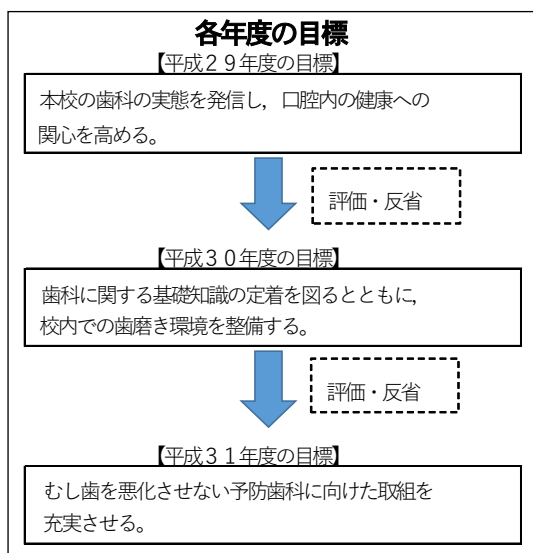 各年度の目標
【平成２９年度の目標】
本校の歯科の実態を発信し，口腔内の健康への
関心を高める。
評価・反省
【平成３０年度の目標】
歯科に関する基礎知識の定着を図るとともに，
校内での歯磨き環境を整備する。
評価・反省
【平成３１年度の目標】
むし歯を悪化させない予防歯科に向けた取組を
充実させる。